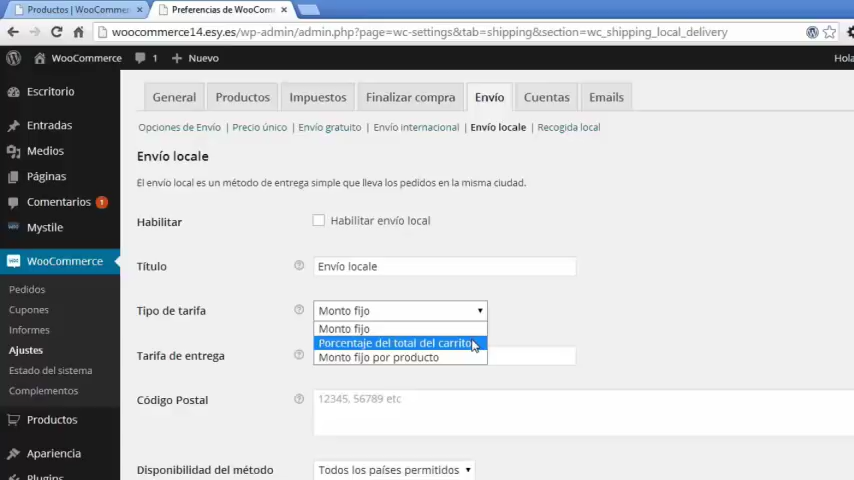 Productos | WooCommer
Preferencias de WooCom
woocommerce14.esy.es/wp-admin/admin.php?page=wc-settings&tab=shipping&section=wc_shipping_local_delivery
WooCommerce 1 Nuevo Hola
Escritorio
Entradas
Medios
Páginas
Comentarios 1
Mystile
WooCommerce
Pedidos
Cupones
Informes
Ajustes
Estado del sistema
Complementos
Productos
Apariencia
Plugins
General Productos Impuestos Finalizar compra Envío Cuentas Emails
Opciones de Envío | Precio único | Envío gratuito | Envío internacional | Envío locale | Recogida local
Envío locale
El envío local es un método de entrega simple que lleva los pedidos en la misma ciudad.
Habilitar Habilitar envío local
Título Envío locale
Tipo de tarifa Monto fijo
Monto fijo
Porcentaje del total del carrito
Monto fijo por producto
Tarifa de entrega
Código Postal 12345, 56789 etc
Disponibilidad del método Todos los países permitidos